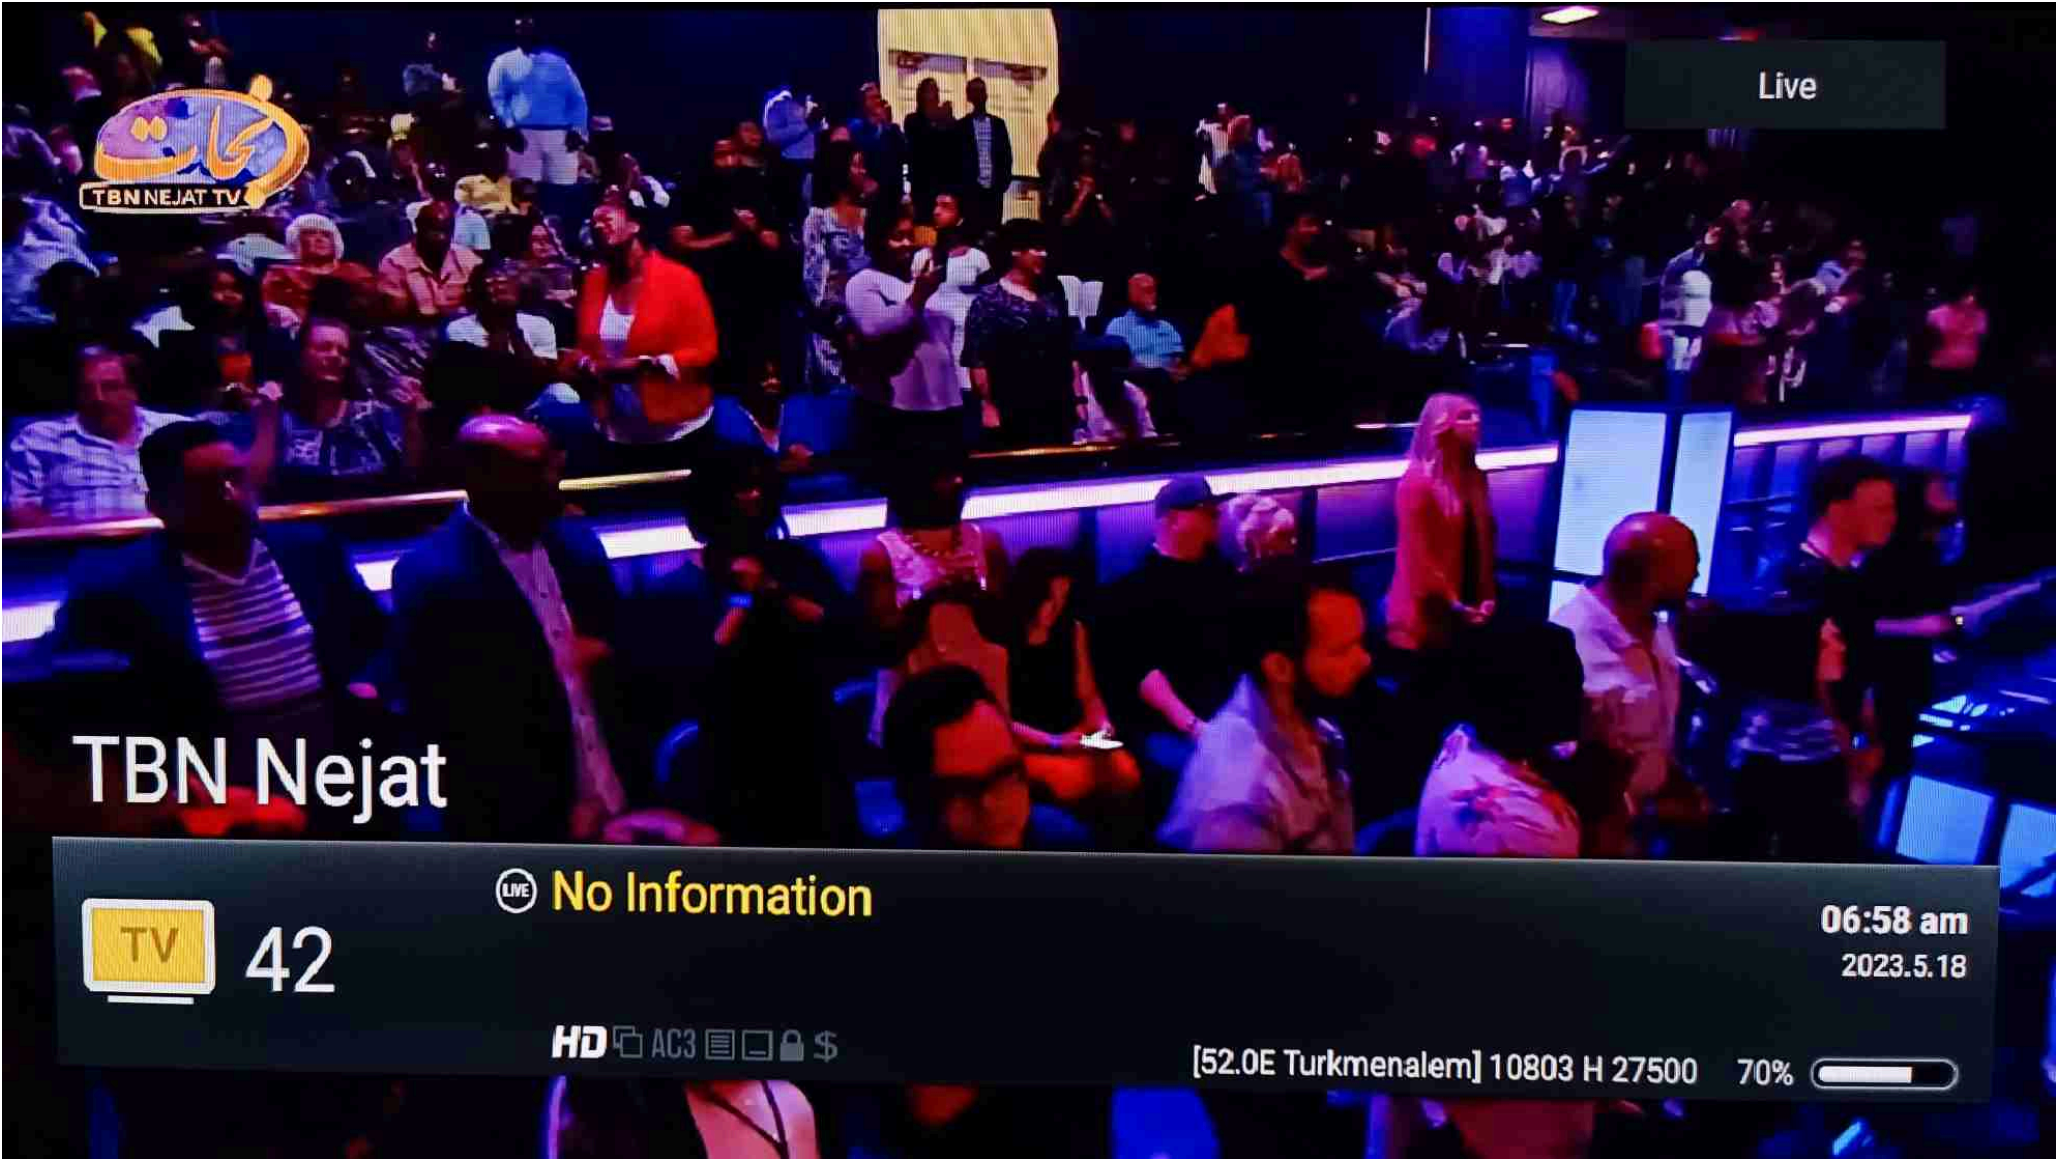 Live
نجات
TBN NEJAT TV
TBN Nejat
TV
42
LIVE
No Information
06:58 am
2023.5.18
HD AC3 $
[52.0E Turkmenalem] 10803 H 27500 70%